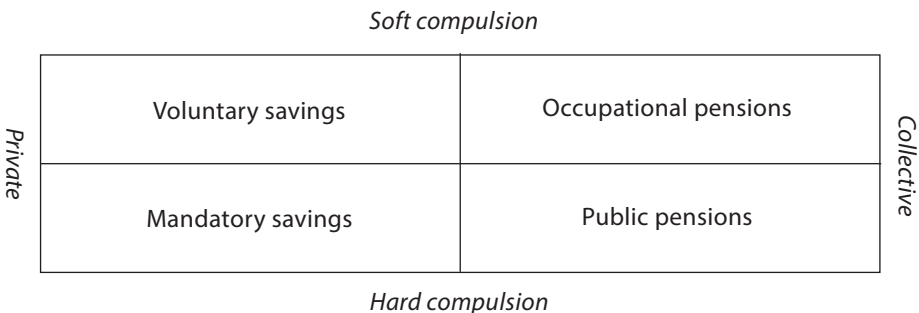 Soft compulsion
Voluntary savings
Occupational pensions
Private
Collective
Mandatory savings
Public pensions
Hard compulsion